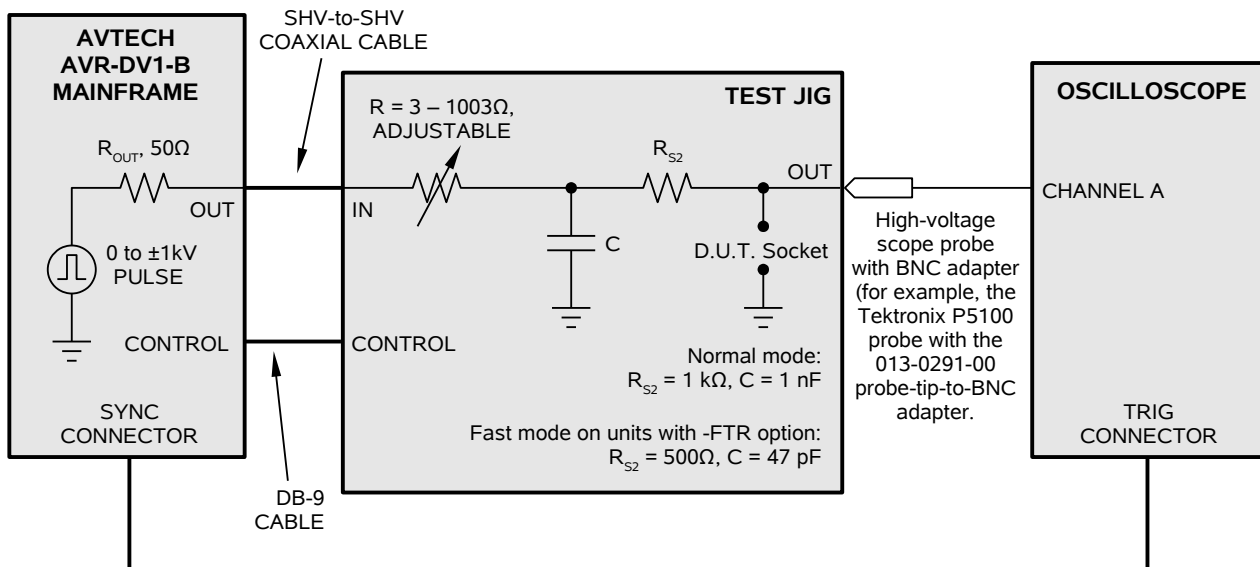 AVTECH
AVR-DV1-B
MAINFRAME
R_OUT, 50Ω
OUT
0 to ±1kV
PULSE
CONTROL
SYNC
CONNECTOR
SHV-to-SHV
COAXIAL CABLE
DB-9
CABLE
TEST JIG
R = 3 – 1003Ω,
ADJUSTABLE
IN
C
R_S2
OUT
D.U.T. Socket
CONTROL
Normal mode:
R_S2 = 1 kΩ, C = 1 nF
Fast mode on units with -FTR option:
R_S2 = 500Ω, C = 47 pF
High-voltage
scope probe
with BNC adapter
(for example, the
Tektronix P5100
probe with the
013-0291-00
probe-tip-to-BNC
adapter.
OSCILLOSCOPE
CHANNEL A
TRIG
CONNECTOR